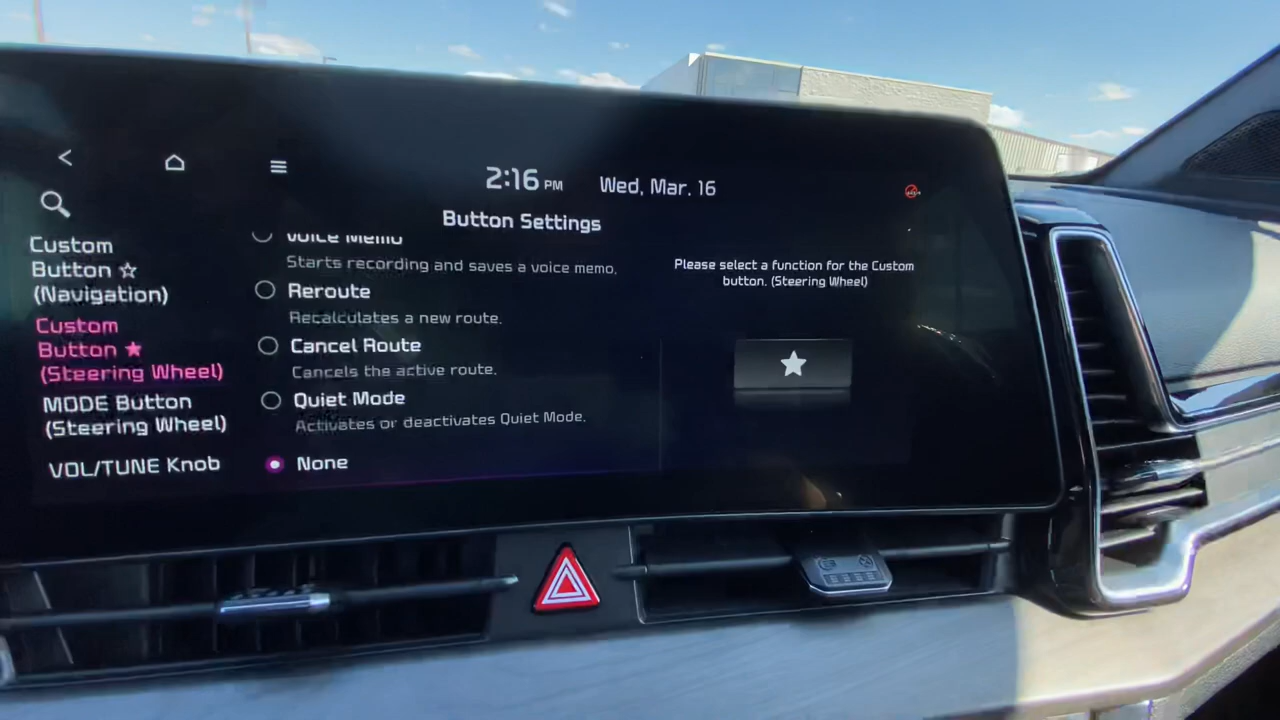 2:16 PM Wed, Mar. 16
Button Settings
Custom
Button ☆
(Navigation)
Custom
Button ★
(Steering Wheel)
MODE Button
(Steering Wheel)
VOL/TUNE Knob
Voice Memo
Starts recording and saves a voice memo.
Reroute
Recalculates a new route.
Cancel Route
Cancels the active route.
Quiet Mode
Activates or deactivates Quiet Mode.
None
Please select a function for the Custom
button. (Steering Wheel)